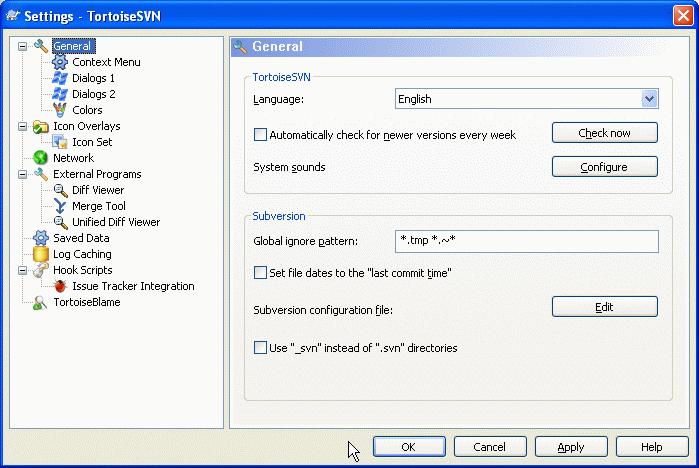 Settings - TortoiseSVN
General
Context Menu
Dialogs 1
Dialogs 2
Colors
Icon Overlays
Icon Set
Network
External Programs
Diff Viewer
Merge Tool
Unified Diff Viewer
Saved Data
Log Caching
Hook Scripts
Issue Tracker Integration
TortoiseBlame
General
TortoiseSVN
Language: English
Automatically check for newer versions every week Check now
System sounds Configure
Subversion
Global ignore pattern: *.tmp *.~*
Set file dates to the "last commit time"
Subversion configuration file: Edit
Use "_svn" instead of ".svn" directories
OK Cancel Apply Help